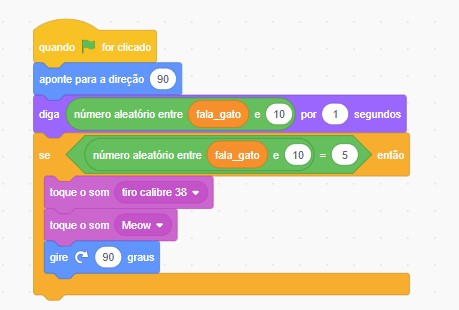 quando for clicado
aponte para a direção 90
diga número aleatório entre fala_gato e 10 por 1 segundos
se número aleatório entre fala_gato e 10 = 5 então
toque o som tiro calibre 38
toque o som Meow
gire 90 graus